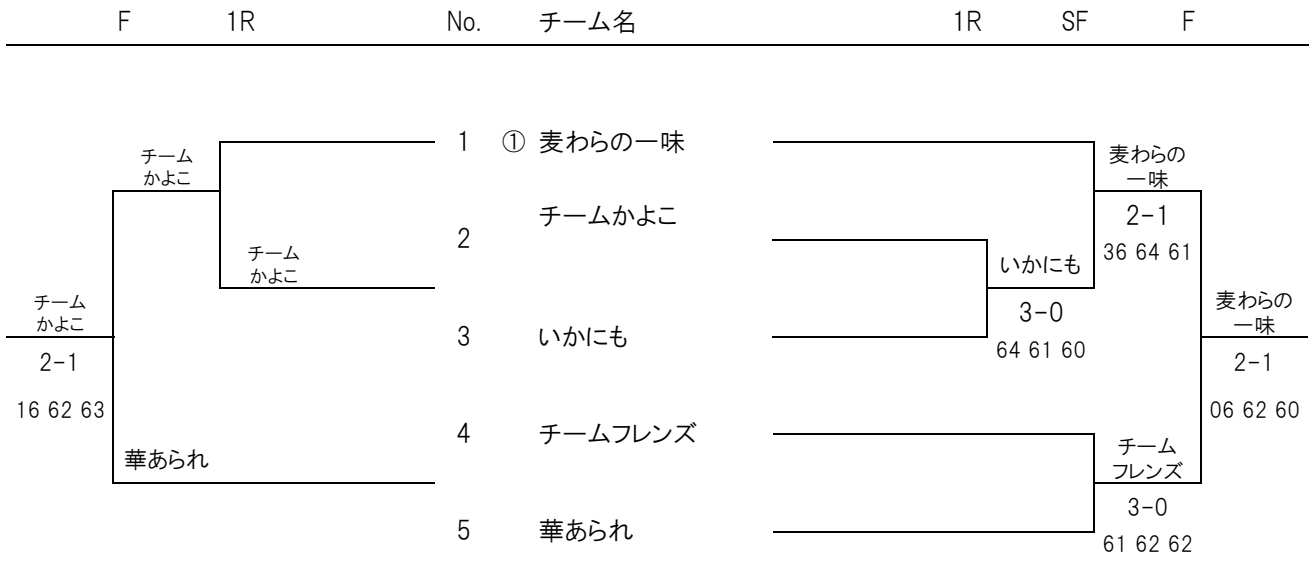 F 1R No. チーム名 1R SF F
1 ① 麦わらの一味
チーム
かよこ
麦わらの
一味
チームかよこ
2-1
2
チーム
かよこ
いかにも
36 64 61
チーム
かよこ
麦わらの
一味
3-0
3 いかにも
64 61 60
2-1
2-1
16 62 63
06 62 60
4 チームフレンズ
華あられ
チーム
フレンズ
3-0
5 華あられ
61 62 62